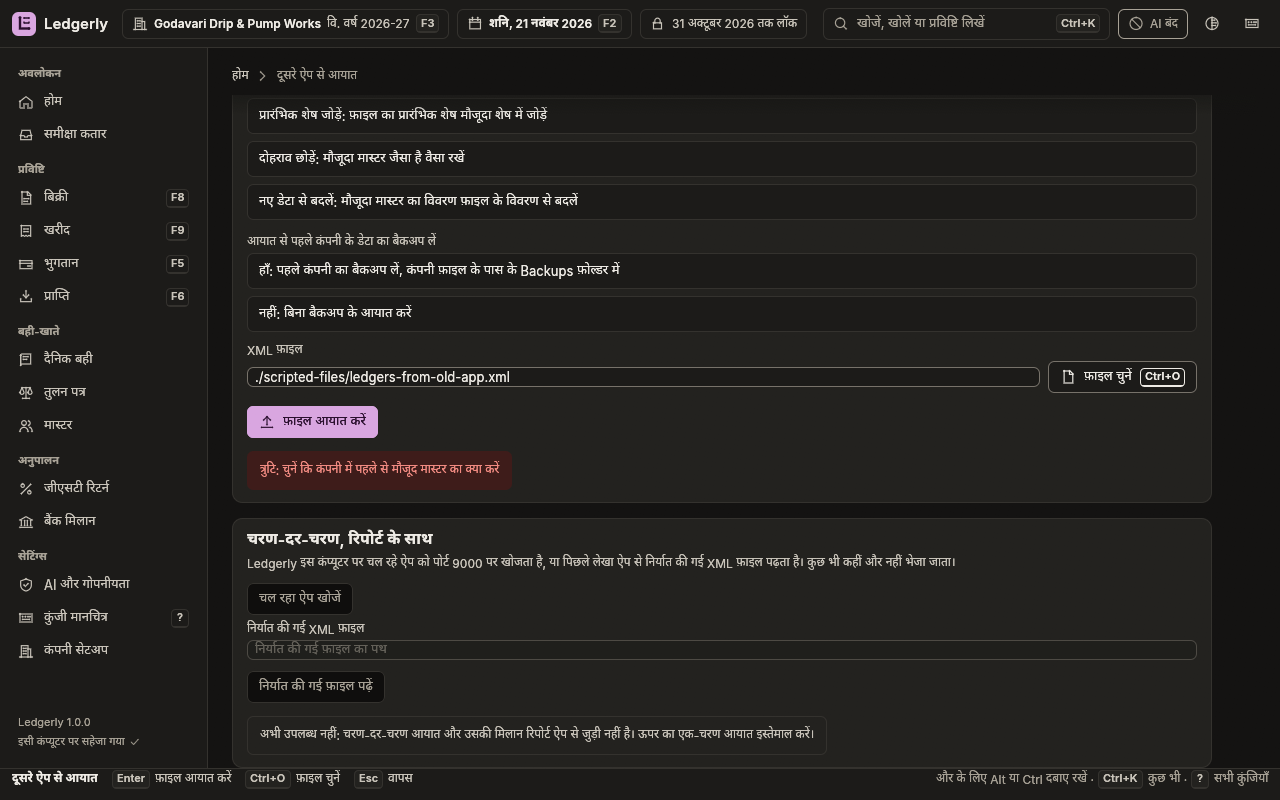 Ledgerly
Godavari Drip & Pump Works वि. वर्ष 2026-27 F3
शनि, 21 नवंबर 2026 F2
31 अक्टूबर 2026 तक लॉक
खोजें, खोलें या प्रविष्टि लिखें Ctrl+K
AI बंद
अवलोकन
होम
समीक्षा कतार
प्रविष्टि
बिक्री F8
खरीद F9
भुगतान F5
प्राप्ति F6
बही-खाते
दैनिक बही
तुलन पत्र
मास्टर
अनुपालन
जीएसटी रिटर्न
बैंक मिलान
सेटिंग्स
AI और गोपनीयता
कुंजी मानचित्र ?
कंपनी सेटअप
Ledgerly 1.0.0
इसी कंप्यूटर पर सहेजा गया
होम
दूसरे ऐप से आयात
प्रारंभिक शेष जोड़ें: फ़ाइल का प्रारंभिक शेष मौजूदा शेष में जोड़ें
दोहराव छोड़ें: मौजूदा मास्टर जैसा है वैसा रखें
नए डेटा से बदलें: मौजूदा मास्टर का विवरण फ़ाइल के विवरण से बदलें
आयात से पहले कंपनी के डेटा का बैकअप लें
हाँ: पहले कंपनी का बैकअप लें, कंपनी फ़ाइल के पास के Backups फ़ोल्डर में
नहीं: बिना बैकअप के आयात करें
XML फ़ाइल
./scripted-files/ledgers-from-old-app.xml
फ़ाइल चुनें Ctrl+O
फ़ाइल आयात करें
त्रुटि: चुनें कि कंपनी में पहले से मौजूद मास्टर का क्या करें
चरण-दर-चरण, रिपोर्ट के साथ
Ledgerly इस कंप्यूटर पर चल रहे ऐप को पोर्ट 9000 पर खोजता है, या पिछले लेखा ऐप से निर्यात की गई XML फ़ाइल पढ़ता है। कुछ भी कहीं और नहीं भेजा जाता।
चल रहा ऐप खोजें
निर्यात की गई XML फ़ाइल
निर्यात की गई फ़ाइल का पथ
निर्यात की गई फ़ाइल पढ़ें
अभी उपलब्ध नहीं: चरण-दर-चरण आयात और उसकी मिलान रिपोर्ट ऐप से जुड़ी नहीं है। ऊपर का एक-चरण आयात इस्तेमाल करें।
दूसरे ऐप से आयात Enter फ़ाइल आयात करें Ctrl+O फ़ाइल चुनें Esc वापस
और के लिए Alt या Ctrl दबाए रखें · Ctrl+K कुछ भी · ? सभी कुंजियाँ